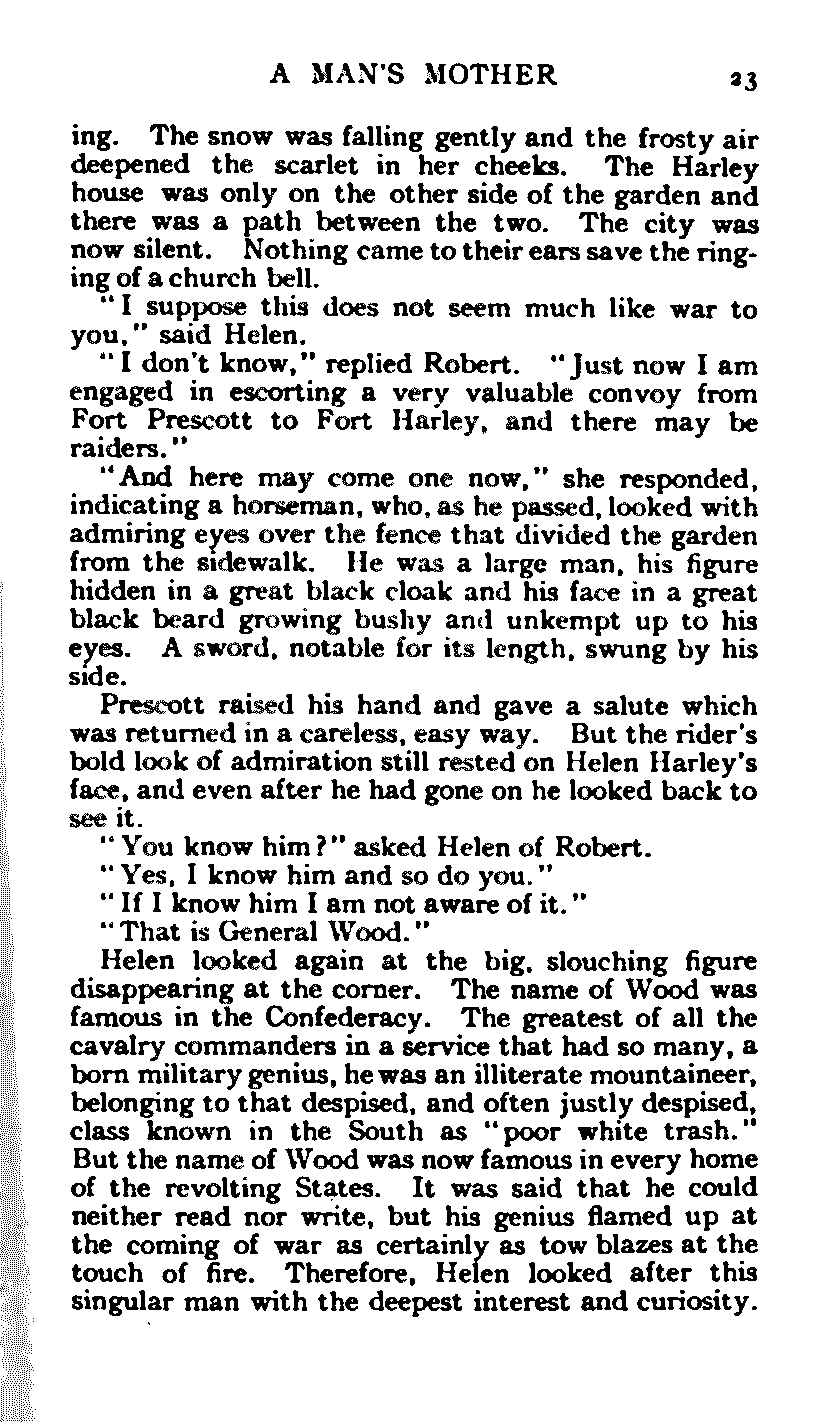 A MAN'S MOTHER 23
ing. The snow was falling gently and the frosty air
deepened the scarlet in her cheeks. The Harley
house was only on the other side of the garden and
there was a path between the two. The city was
now silent. Nothing came to their ears save the ring-
ing of a church bell.
"I suppose this does not seem much like war to
you," said Helen.
"I don't know," replied Robert. "Just now I am
engaged in escorting a very valuable convoy from
Fort Prescott to Fort Harley, and there may be
raiders."
"And here may come one now," she responded,
indicating a horseman, who, as he passed, looked with
admiring eyes over the fence that divided the garden
from the sidewalk. He was a large man, his figure
hidden in a great black cloak and his face in a great
black beard growing bushy and unkempt up to his
eyes. A sword, notable for its length, swung by his
side.
Prescott raised his hand and gave a salute which
was returned in a careless, easy way. But the rider's
bold look of admiration still rested on Helen Harley's
face, and even after he had gone on he looked back to
see it.
"You know him?" asked Helen of Robert.
"Yes, I know him and so do you."
"If I know him I am not aware of it."
"That is General Wood."
Helen looked again at the big, slouching figure
disappearing at the corner. The name of Wood was
famous in the Confederacy. The greatest of all the
cavalry commanders in a service that had so many, a
born military genius, he was an illiterate mountaineer,
belonging to that despised, and often justly despised,
class known in the South as "poor white trash."
But the name of Wood was now famous in every home
of the revolting States. It was said that he could
neither read nor write, but his genius flamed up at
the coming of war as certainly as tow blazes at the
touch of fire. Therefore, Helen looked after this
singular man with the deepest interest and curiosity.